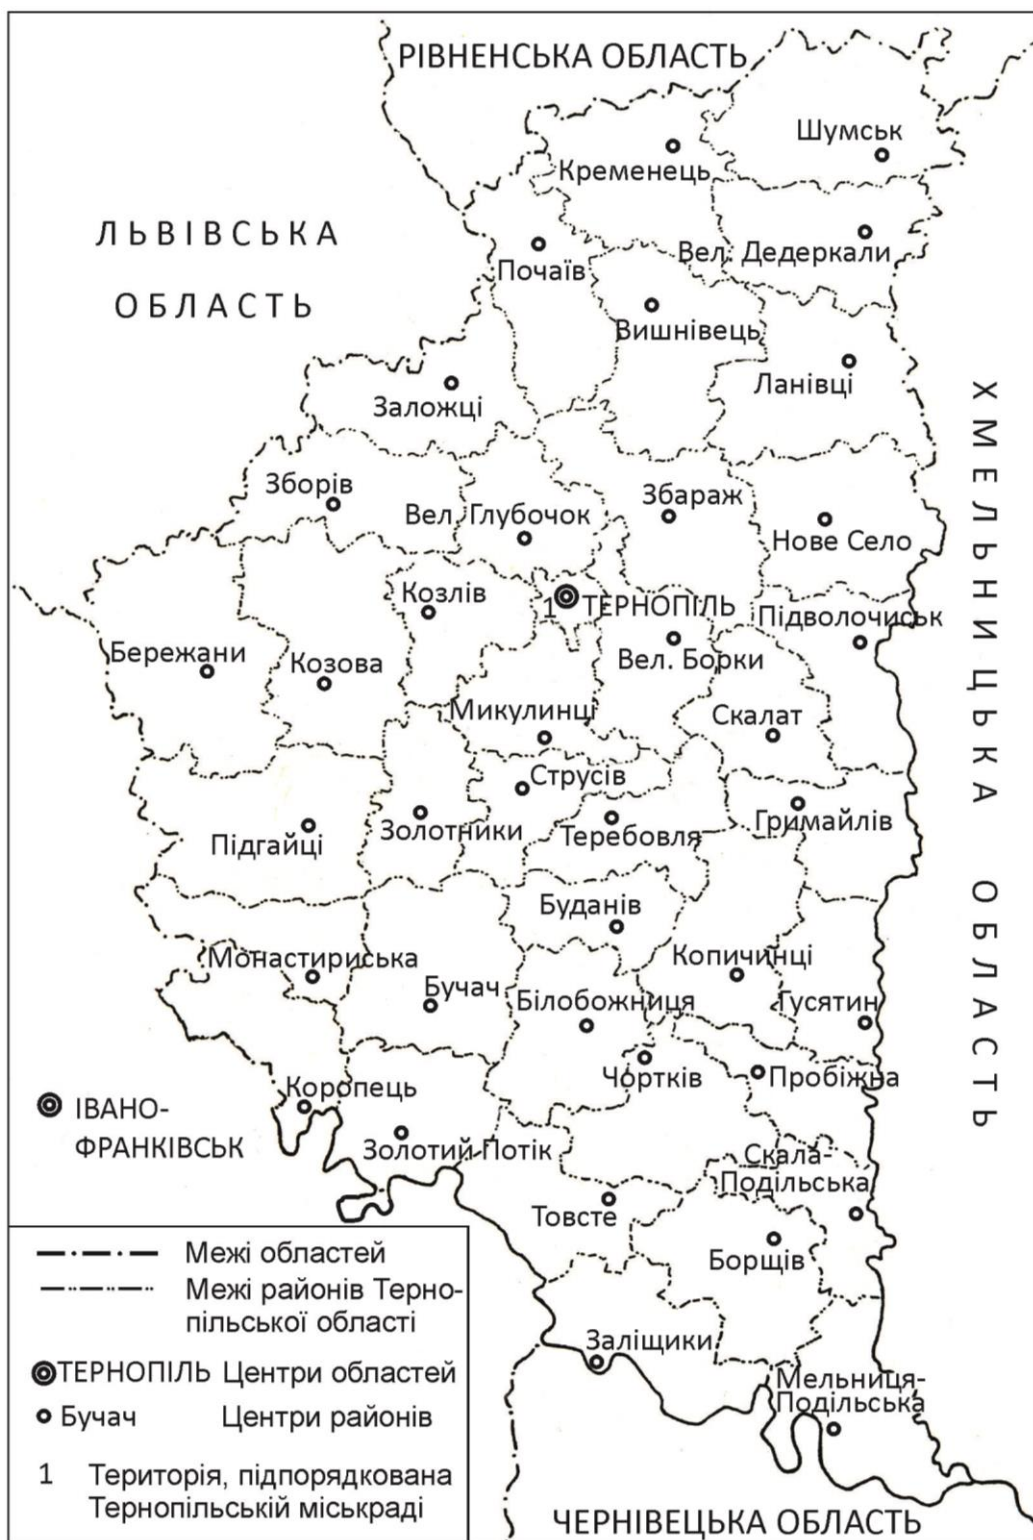 РІВНЕНСЬКА ОБЛАСТЬ
Шумськ
Кременець
ЛЬВІВСЬКА
ОБЛАСТЬ
Вел. Дедеркали
Почаїв
Вишнівець
Ланівці
Заложці
ХМЕЛЬНИЦЬКА ОБЛАСТЬ
Зборів
Збараж
Вел. Глубочок
Нове Село
Козлів
1 ТЕРНОПІЛЬ
Підволочиськ
Бережани
Козова
Вел. Борки
Микулинці
Скалат
Струсів
Золотники
Теребовля
Гримайлів
Підгайці
Буданів
Монастириська
Копичинці
Бучач
Білобожниця
Гусятин
Чортків
Пробіжна
Коропець
ІВАНО-
ФРАНКІВСЬК
Золотий Потік
Скала-
Подільська
Товсте
Борщів
Заліщики
Мельниця-
Подільська
ЧЕРНІВЕЦЬКА ОБЛАСТЬ
Межі областей
Межі районів Терно-
пільської області
ТЕРНОПІЛЬ Центри областей
Бучач Центри районів
1 Територія, підпорядкована
Тернопільській міськраді